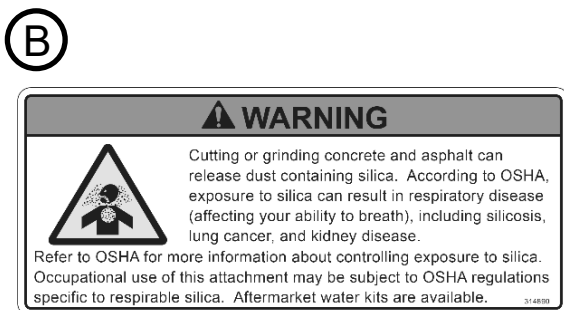 B
WARNING
Cutting or grinding concrete and asphalt can
release dust containing silica. According to OSHA,
exposure to silica can result in respiratory disease
(affecting your ability to breath), including silicosis,
lung cancer, and kidney disease.
Refer to OSHA for more information about controlling exposure to silica.
Occupational use of this attachment may be subject to OSHA regulations
specific to respirable silica. Aftermarket water kits are available.
314890